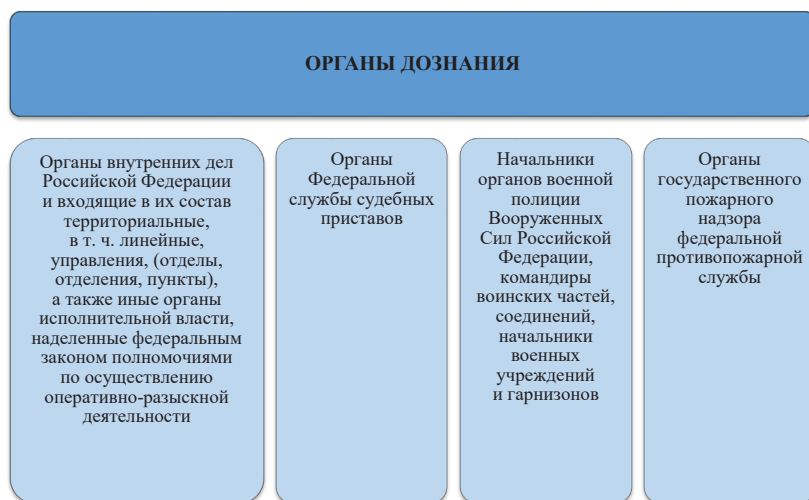 ОРГАНЫ ДОЗНАНИЯ
Органы внутренних дел
Российской Федерации
и входящие в их состав
территориальные,
в т. ч. линейные,
управления, (отделы,
отделения, пункты),
а также иные органы
исполнительной власти,
наделенные федеральным
законом полномочиями
по осуществлению
оперативно-разыскной
деятельности
Органы
Федеральной
службы судебных
приставов
Начальники
органов военной
полиции
Вооруженных
Сил Российской
Федерации,
командиры
воинских частей,
соединений,
начальники
военных
учреждений
и гарнизонов
Органы
государственного
пожарного
надзора
федеральной
противопожарной
службы